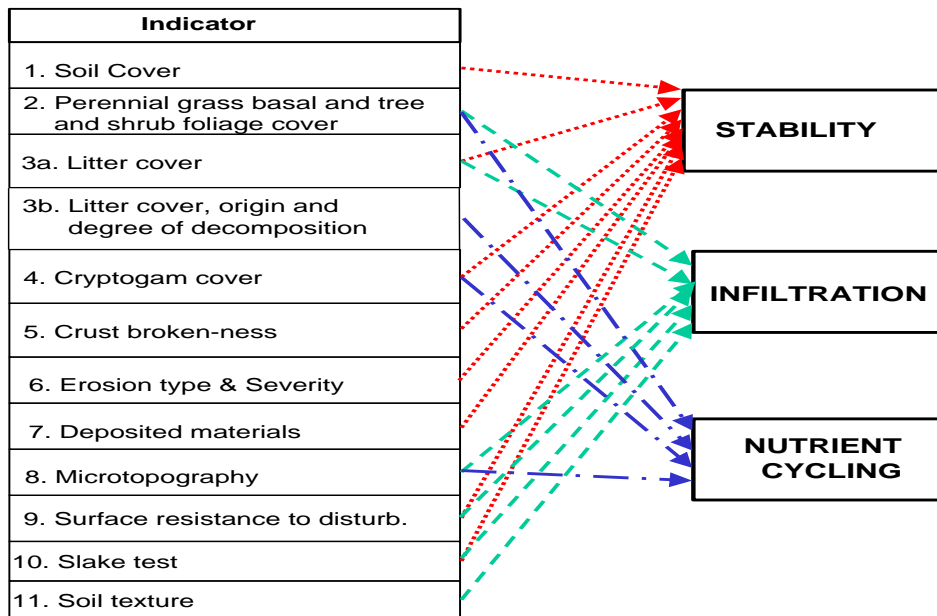 Indicator
1. Soil Cover
2. Perennial grass basal and tree
and shrub foliage cover
3a. Litter cover
3b. Litter cover, origin and
degree of decomposition
4. Cryptogam cover
5. Crust broken-ness
6. Erosion type & Severity
7. Deposited materials
8. Microtopography
9. Surface resistance to disturb.
10. Slake test
11. Soil texture
STABILITY
INFILTRATION
NUTRIENT
CYCLING